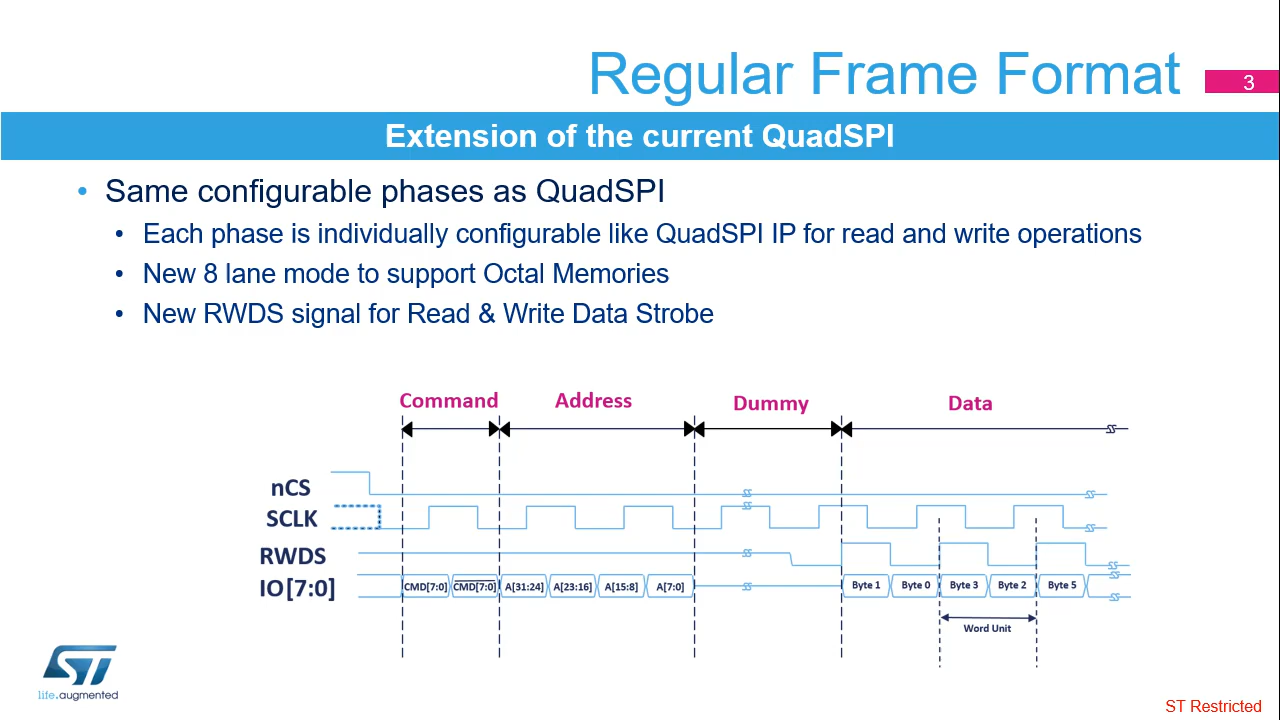 Regular Frame Format
3
Extension of the current QuadSPI
• Same configurable phases as QuadSPI
• Each phase is individually configurable like QuadSPI IP for read and write operations
• New 8 lane mode to support Octal Memories
• New RWDS signal for Read & Write Data Strobe
Command Address Dummy Data
nCS
SCLK
RWDS
IO[7:0] CMD[7:0] CMD[7:0] A[31:24] A[23:16] A[15:8] A[7:0] Byte 1 Byte 0 Byte 3 Byte 2 Byte 5
Word Unit
ST
life.augmented
ST Restricted